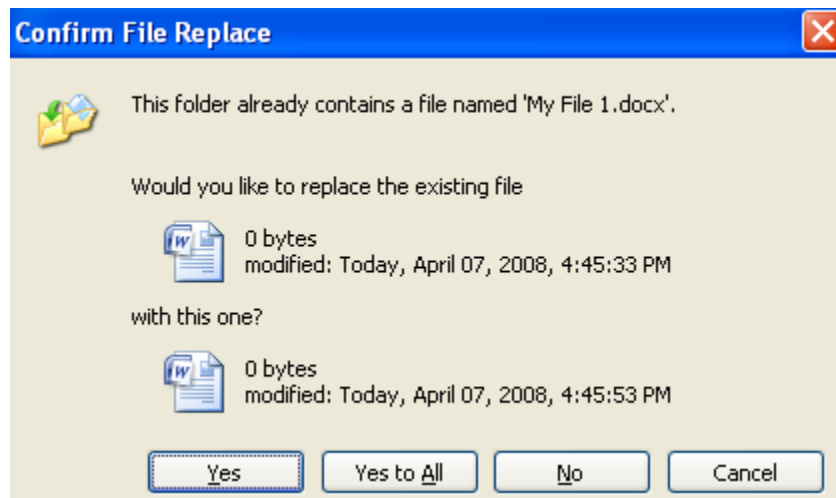 Confirm File Replace
This folder already contains a file named 'My File 1.docx'.
Would you like to replace the existing file
0 bytes
modified: Today, April 07, 2008, 4:45:33 PM
with this one?
0 bytes
modified: Today, April 07, 2008, 4:45:53 PM
Yes Yes to All No Cancel